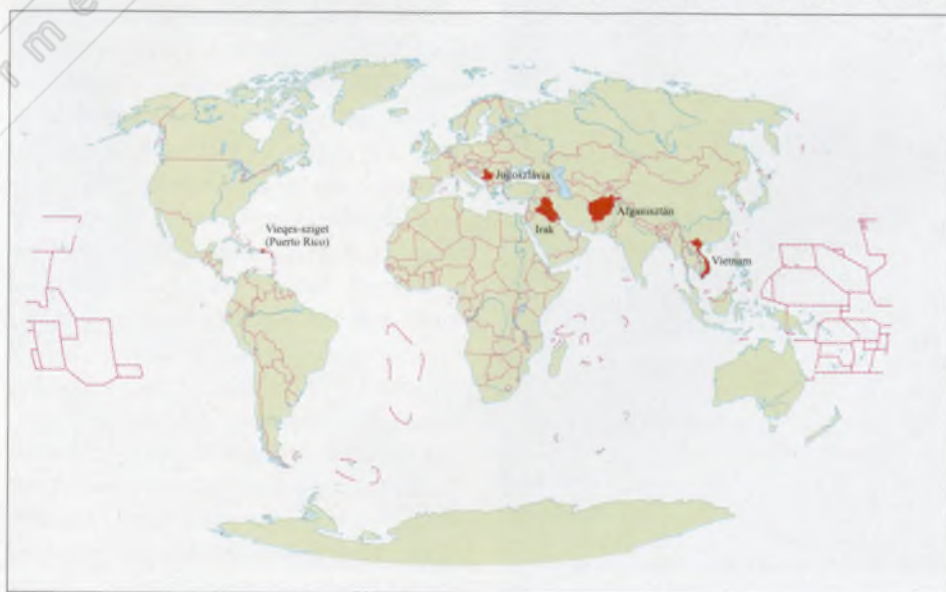 r m e
Jugoszlávia
Vieqes-sziget
(Puerto Rico)
Afganisztán
Irak
Vietnam